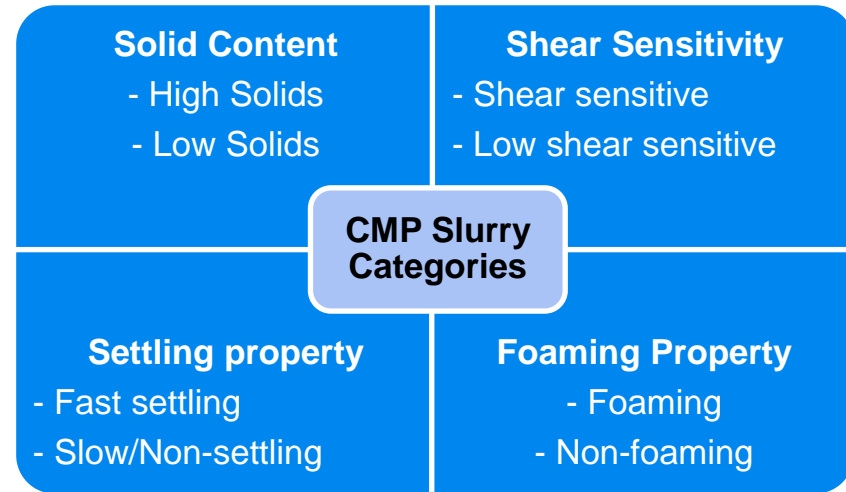 Solid Content
- High Solids
- Low Solids
Shear Sensitivity
- Shear sensitive
- Low shear sensitive
CMP Slurry
Categories
Settling property
- Fast settling
- Slow/Non-settling
Foaming Property
- Foaming
- Non-foaming